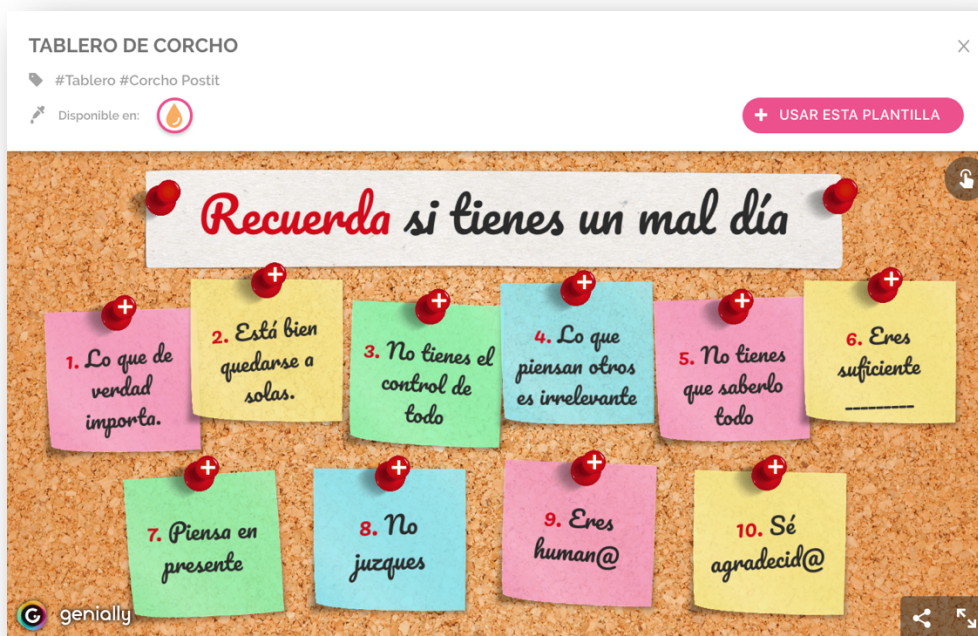 TABLERO DE CORCHO
#Tablero #Corcho Postit
Disponible en:
+ USAR ESTA PLANTILLA
Recuerda si tienes un mal día
1. Lo que de
verdad
importa.
2. Está bien
quedarse a
solas.
3. No tienes el
control de
todo
4. Lo que
piensan otros
es irrelevante
5. No tienes
que saberlo
todo
6. Eres
suficiente
_________
7. Piensa en
presente
8. No
juzques
9. Eres
human@
10. Sé
agradecid@
G genially